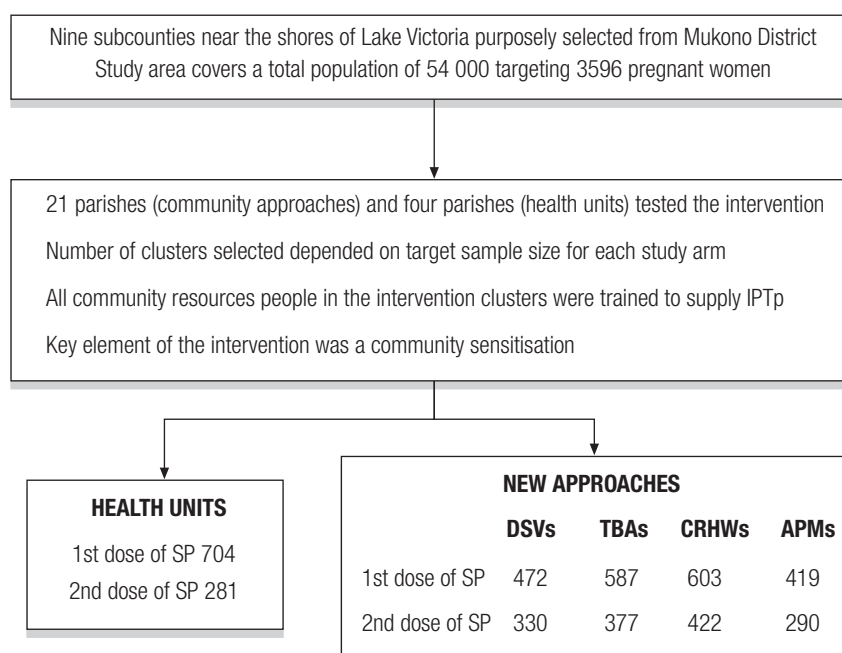 Nine subcounties near the shores of Lake Victoria purposely selected from Mukono District
Study area covers a total population of 54 000 targeting 3596 pregnant women
21 parishes (community approaches) and four parishes (health units) tested the intervention
Number of clusters selected depended on target sample size for each study arm
All community resources people in the intervention clusters were trained to supply IPTp
Key element of the intervention was a community sensitisation
HEALTH UNITS
1st dose of SP 704
2nd dose of SP 281
NEW APPROACHES
DSVs TBAs CRHWs APMs
1st dose of SP 472 587 603 419
2nd dose of SP 330 377 422 290